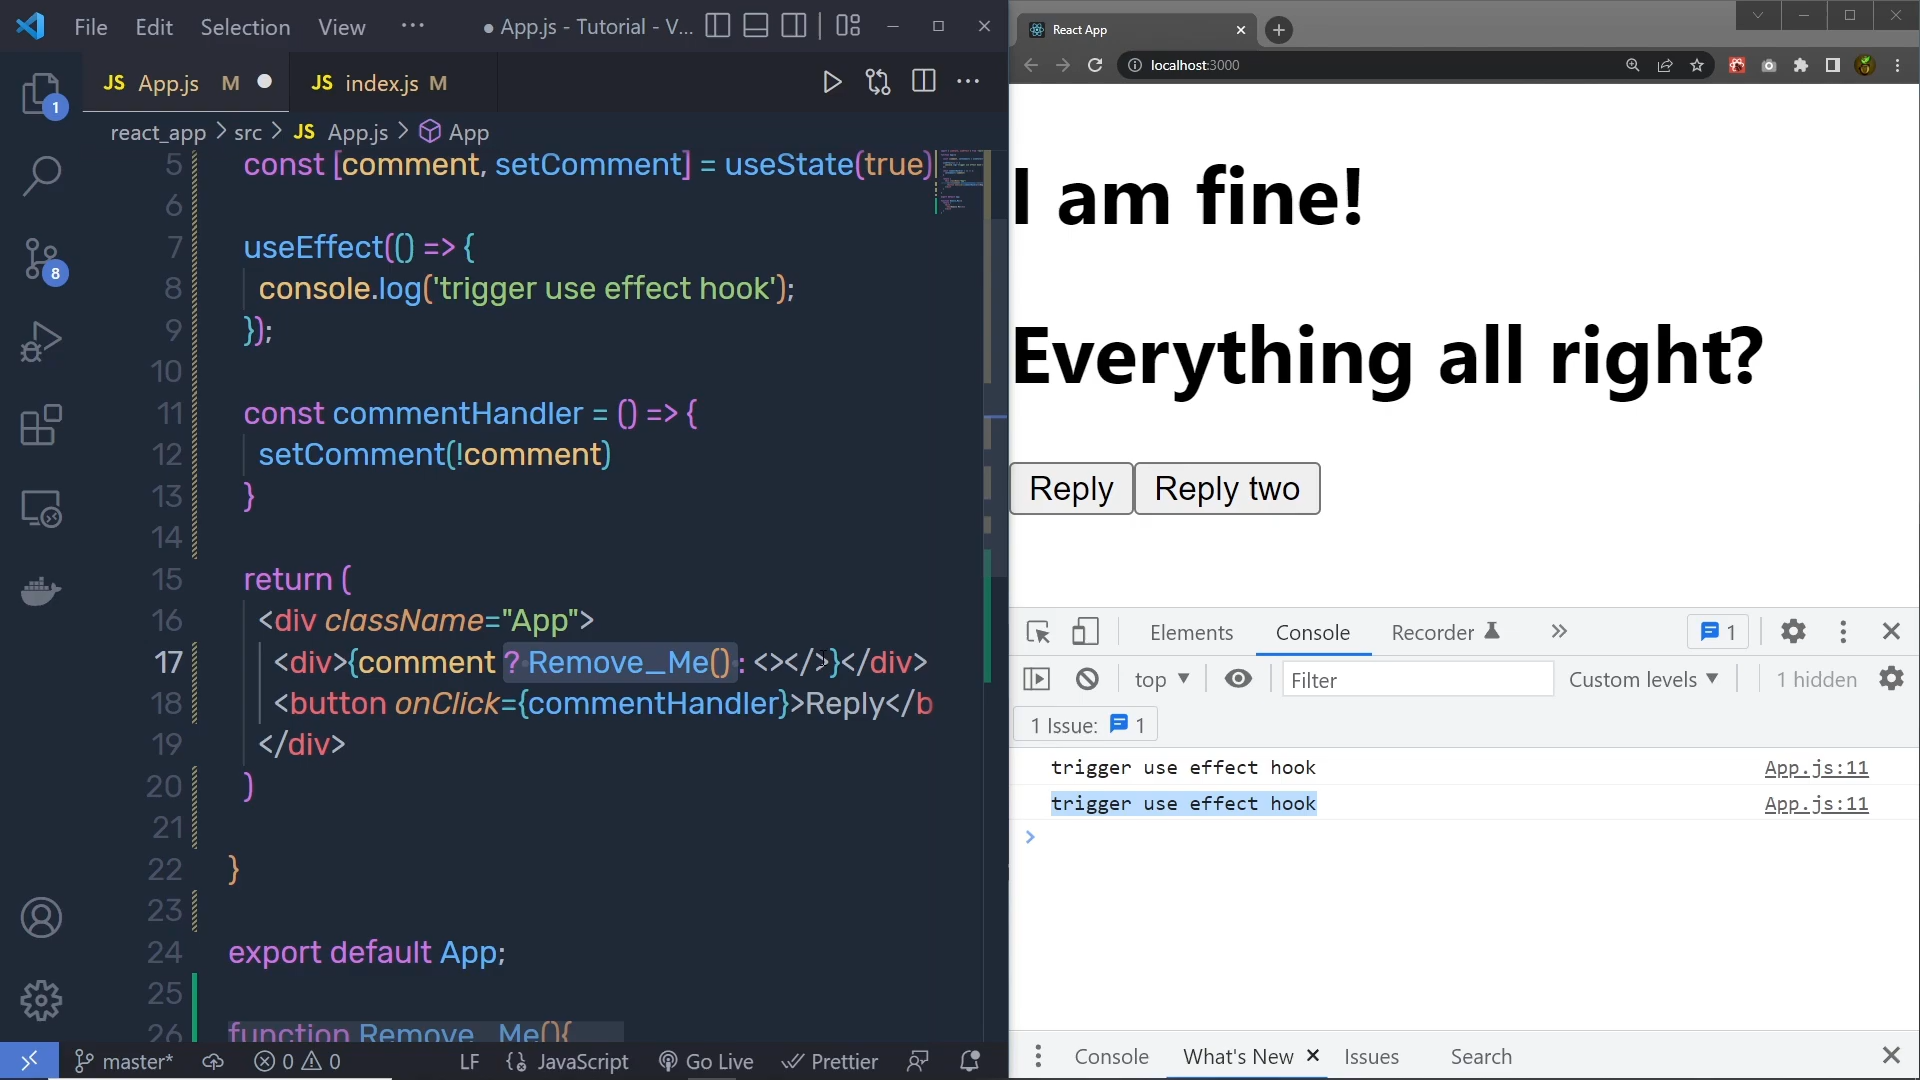 File Edit Selection View ··· ● App.js - Tutorial - V...
JS App.js M ● JS index.js M ···
react_app > src > JS App.js > App
5 const [comment, setComment] = useState(true)
6
7 useEffect(() => {
8 console.log('trigger use effect hook');
9 });
10
11 const commentHandler = () => {
12 setComment(!comment)
13 }
14
15 return (
16 <div className="App">
17 <div>{comment ? Remove_Me() : <></>}</div>
18 <button onClick={commentHandler}>Reply</b
19 </div>
20 )
21
22 }
23
24 export default App;
25
26 function Remove_Me(){
1
8
master* 0 0 LF {} JavaScript Go Live Prettier
React App
localhost:3000
I am fine!
Everything all right?
Reply Reply two
Elements Console Recorder » 1
top ▼ Filter Custom levels ▼ 1 hidden
1 Issue: 1
trigger use effect hook App.js:11
trigger use effect hook App.js:11
>
Console What's New × Issues Search